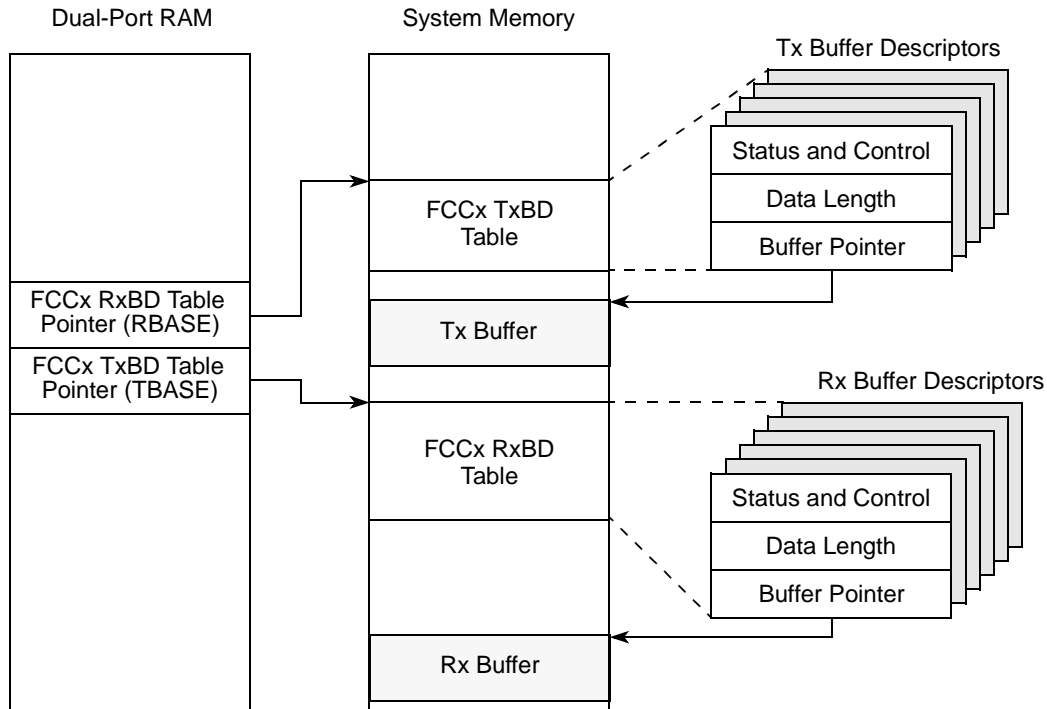 Dual-Port RAM
System Memory
Tx Buffer Descriptors
Status and Control
Data Length
Buffer Pointer
FCCx TxBD
Table
FCCx RxBD Table
Pointer (RBASE)
Tx Buffer
FCCx TxBD Table
Pointer (TBASE)
Rx Buffer Descriptors
FCCx RxBD
Table
Status and Control
Data Length
Buffer Pointer
Rx Buffer